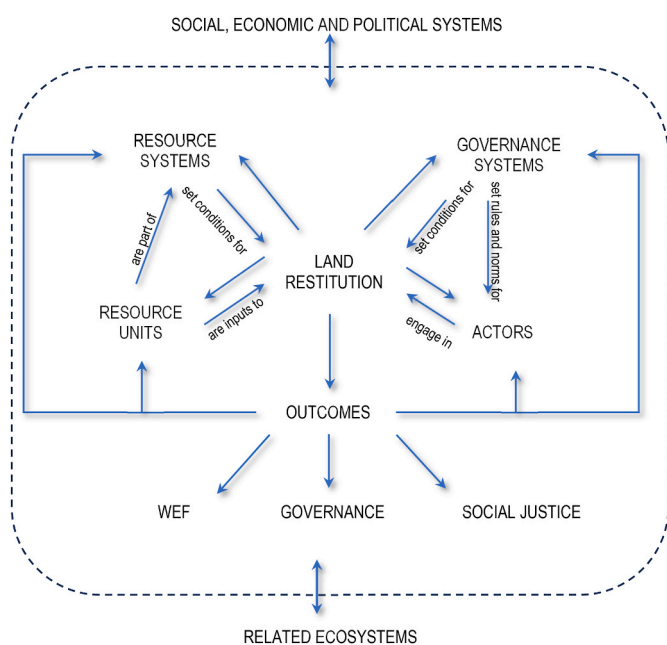 SOCIAL, ECONOMIC AND POLITICAL SYSTEMS
RESOURCE
SYSTEMS
GOVERNANCE
SYSTEMS
set conditions for
are part of
set conditions for
set rules and norms for
LAND
RESTITUTION
RESOURCE
UNITS
are inputs to
engage in
ACTORS
OUTCOMES
WEF
GOVERNANCE
SOCIAL JUSTICE
RELATED ECOSYSTEMS